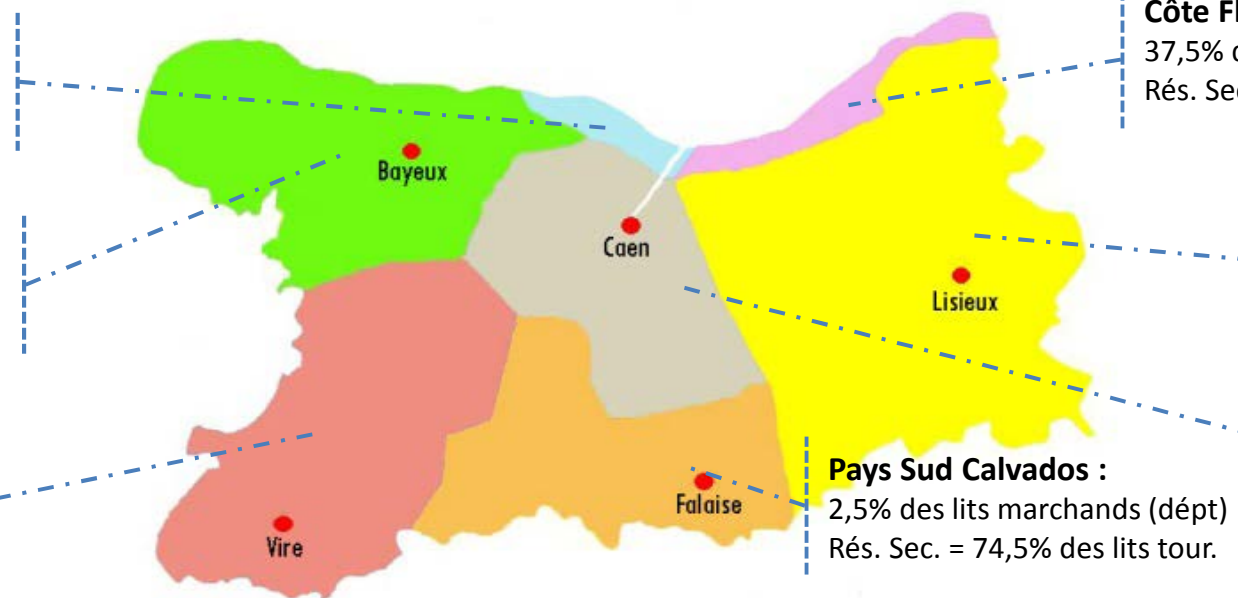 Côte
37,5%
Rés.
Bayeux
Caen
Lisieux
Falaise
Vire
Pays Sud Calvados :
2,5% des lits marchands (dépt)
Rés. Sec. = 74,5% des lits tour.